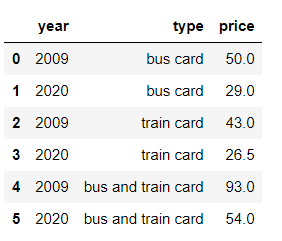 year type price
0 2009 bus card 50.0
1 2020 bus card 29.0
2 2009 train card 43.0
3 2020 train card 26.5
4 2009 bus and train card 93.0
5 2020 bus and train card 54.0